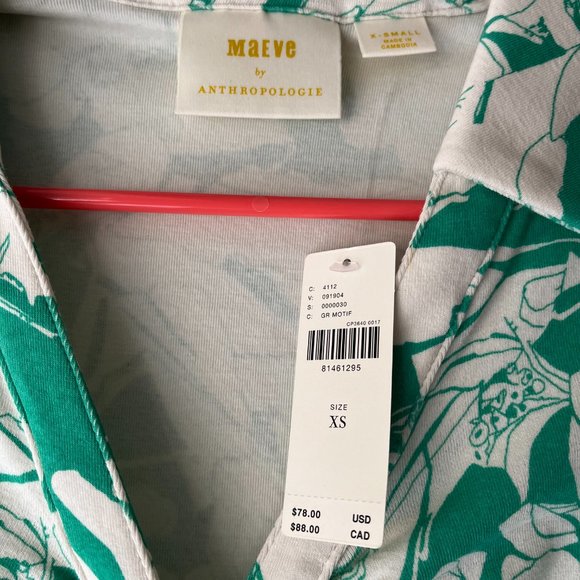 MaEve
by
ANTHROPOLOGIE
X-SMALL
MADE IN
CAMBODIA
C: 4112
V: 091904
S: 0000030
C: GR MOTIF
CP3640 0017
81461295
SIZE
XS
$78.00 USD
$88.00 CAD